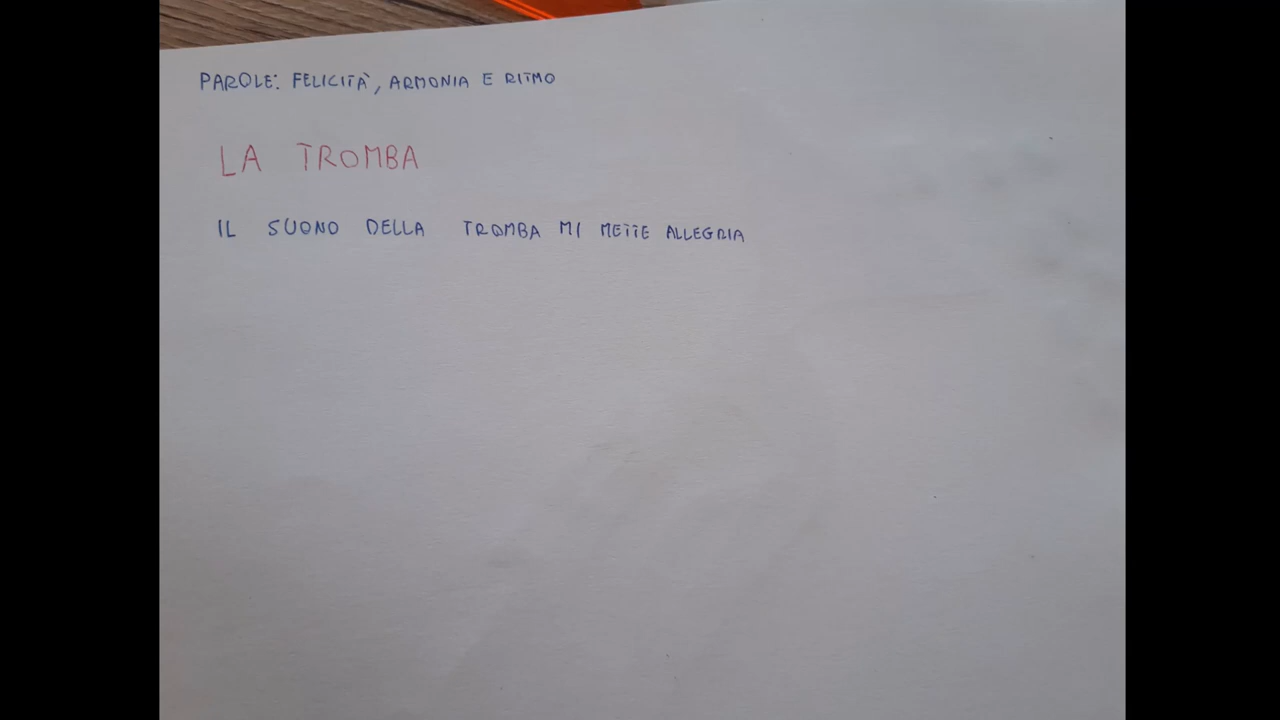 PAROLE: FELICITÀ, ARMONIA E RITMO
LA TROMBA
IL SUONO DELLA TROMBA MI METTE ALLEGRIA